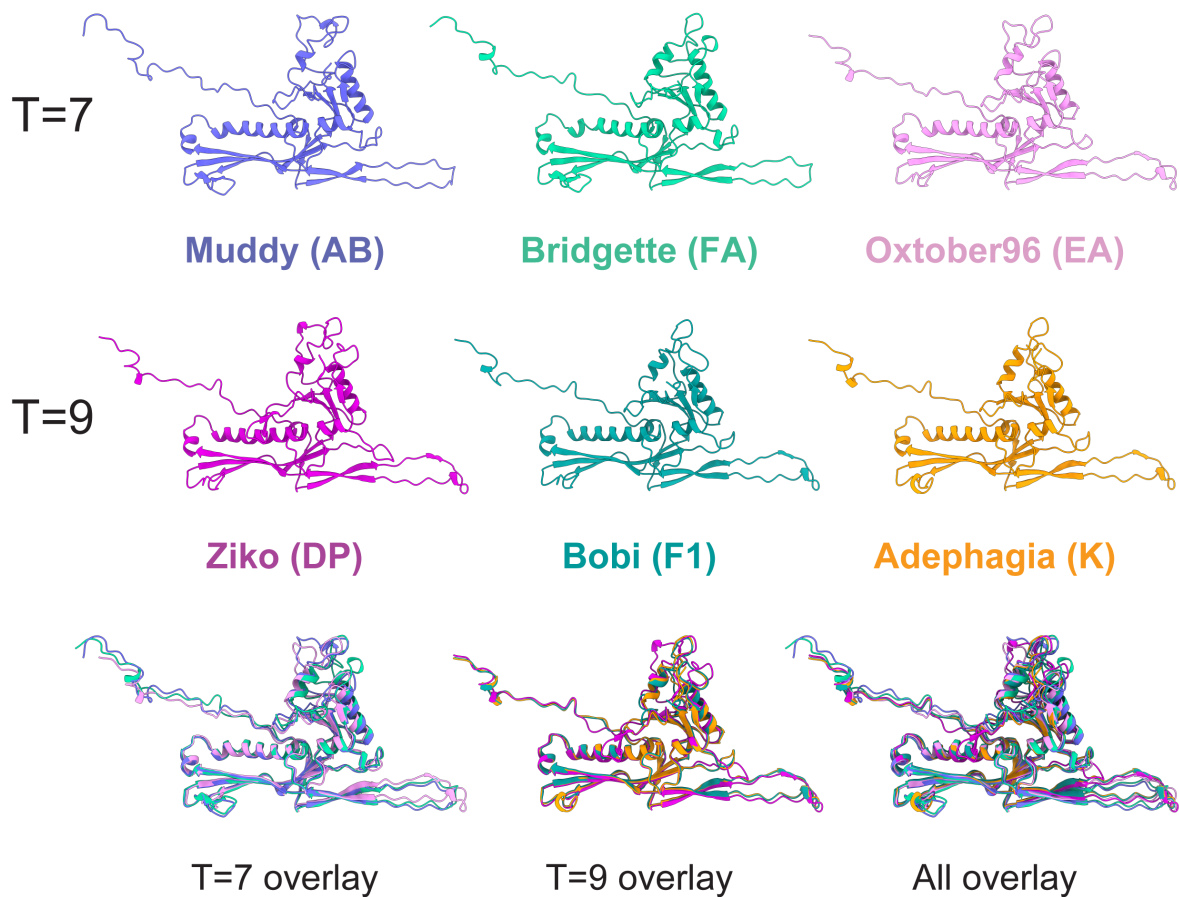 T=7
Muddy (AB)
Bridgette (FA)
Oxtober96 (EA)
T=9
Ziko (DP)
Bobi (F1)
Adephagia (K)
T=7 overlay
T=9 overlay
All overlay